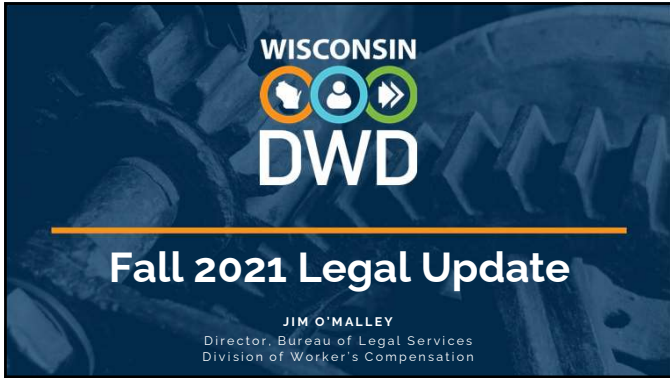 WISCONSIN
DWD
Fall 2021 Legal Update
JIM O'MALLEY
Director, Bureau of Legal Services
Division of Worker's Compensation